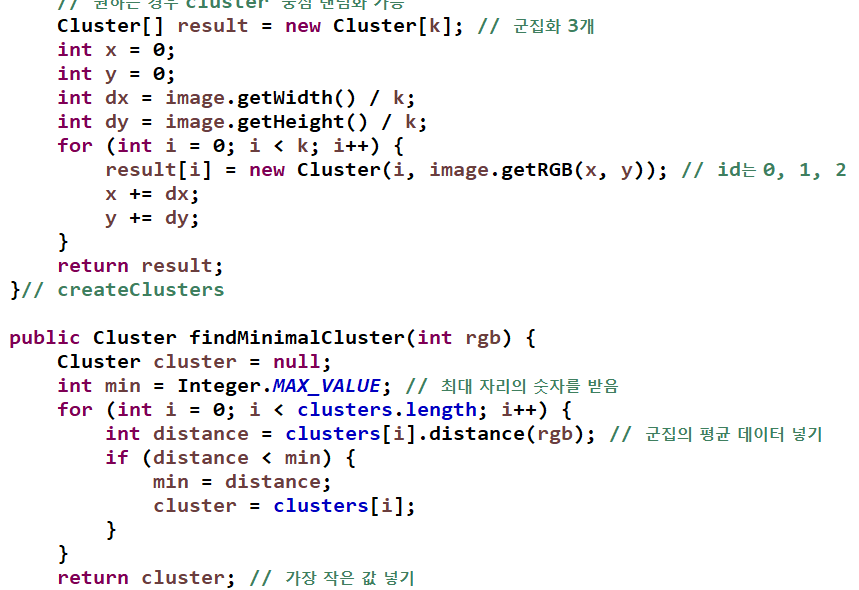 // 원하는 경우 cluster 중심 랜덤화 가능
Cluster[] result = new Cluster[k]; // 군집화 3개
int x = 0;
int y = 0;
int dx = image.getWidth() / k;
int dy = image.getHeight() / k;
for (int i = 0; i < k; i++) {
result[i] = new Cluster(i, image.getRGB(x, y)); // id는 0, 1, 2
x += dx;
y += dy;
}
return result;
}// createClusters
public Cluster findMinimalCluster(int rgb) {
Cluster cluster = null;
int min = Integer.MAX_VALUE; // 최대 자리의 숫자를 받음
for (int i = 0; i < clusters.length; i++) {
int distance = clusters[i].distance(rgb); // 군집의 평균 데이터 넣기
if (distance < min) {
min = distance;
cluster = clusters[i];
}
}
return cluster; // 가장 작은 값 넣기